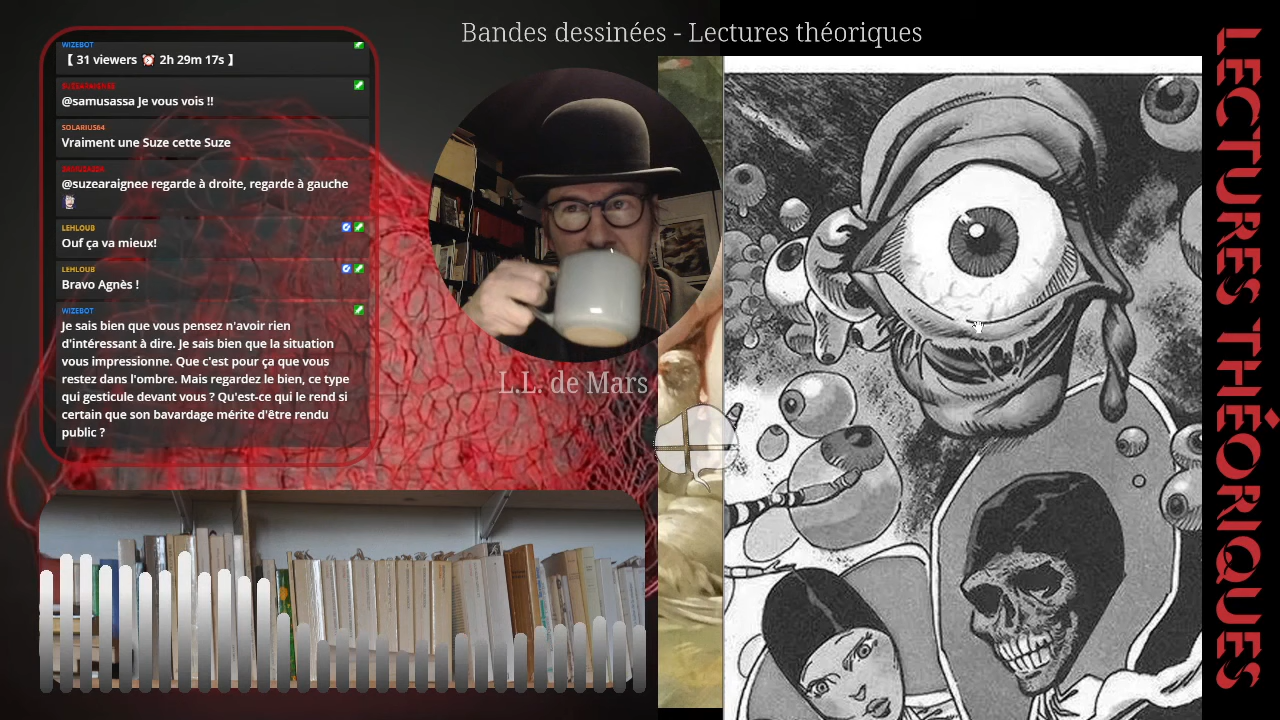 Bandes dessinées - Lectures théoriques
WIZEBOT
【 31 viewers ⏰ 2h 29m 17s 】
@samusassa Je vous vois !!
SOLARIUS64
Vraiment une Suze cette Suze
@suzearaignee regarde à droite, regarde à gauche
LEHLOUB
Ouf ça va mieux!
LEHLOUB
Bravo Agnès !
WIZEBOT
Je sais bien que vous pensez n'avoir rien
d'intéressant à dire. Je sais bien que la situation
vous impressionne. Que c'est pour ça que vous
restez dans l'ombre. Mais regardez le bien, ce type
qui gesticule devant vous ? Qu'est-ce qui le rend si
certain que son bavardage mérite d'être rendu
public ?
L.L. de Mars
LECTURES THÉORIQUES